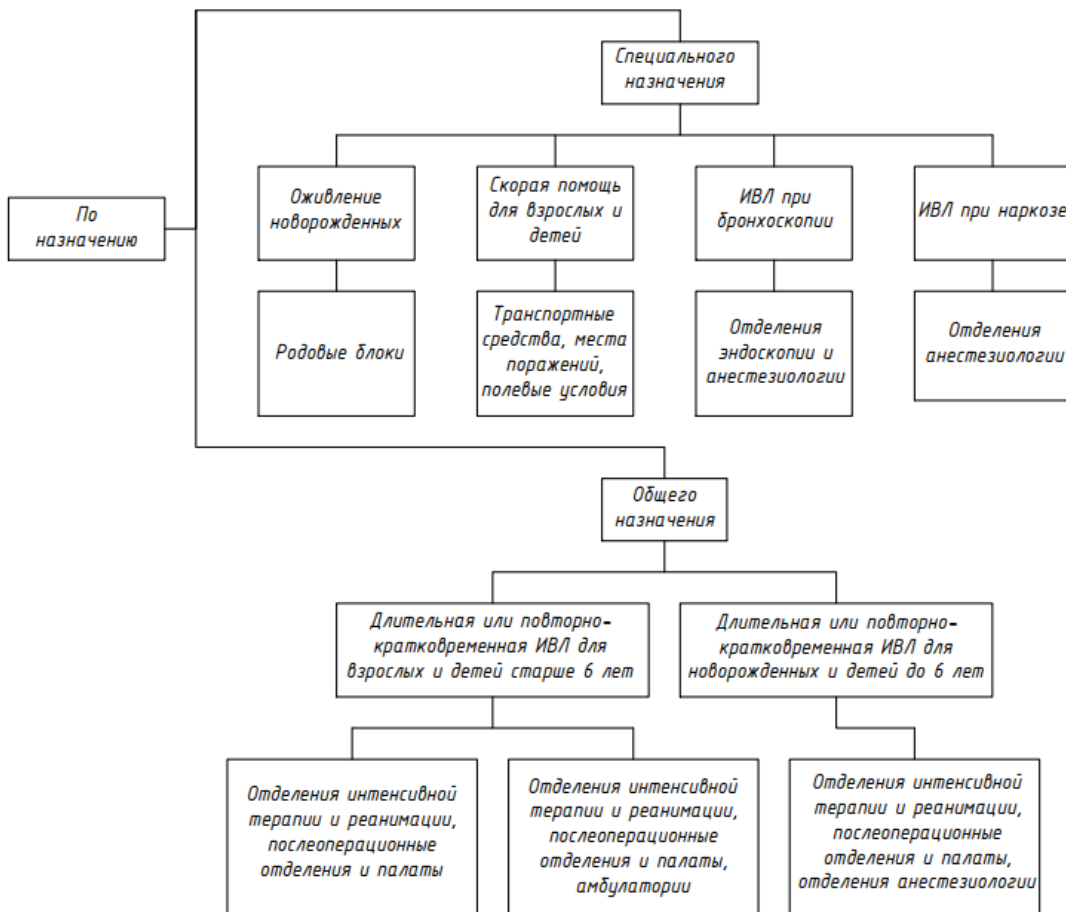 Специального
назначения
По
назначению
Оживление
новорожденных
Скорая помощь
для взрослых и
детей
ИВЛ при
бронхоскопии
ИВЛ при наркозе
Родовые блоки
Транспортные
средства, места
поражений,
полевые условия
Отделения
эндоскопии и
анестезиологии
Отделения
анестезиологии
Общего
назначения
Длительная или повторно-
кратковременная ИВЛ для
взрослых и детей старше 6 лет
Длительная или повторно-
кратковременная ИВЛ для
новорожденных и детей до 6 лет
Отделения интенсивной
терапии и реанимации,
послеоперационные
отделения и палаты
Отделения интенсивной
терапии и реанимации,
послеоперационные
отделения и палаты,
амбулатории
Отделения интенсивной
терапии и реанимации,
послеоперационные
отделения и палаты,
отделения анестезиологии